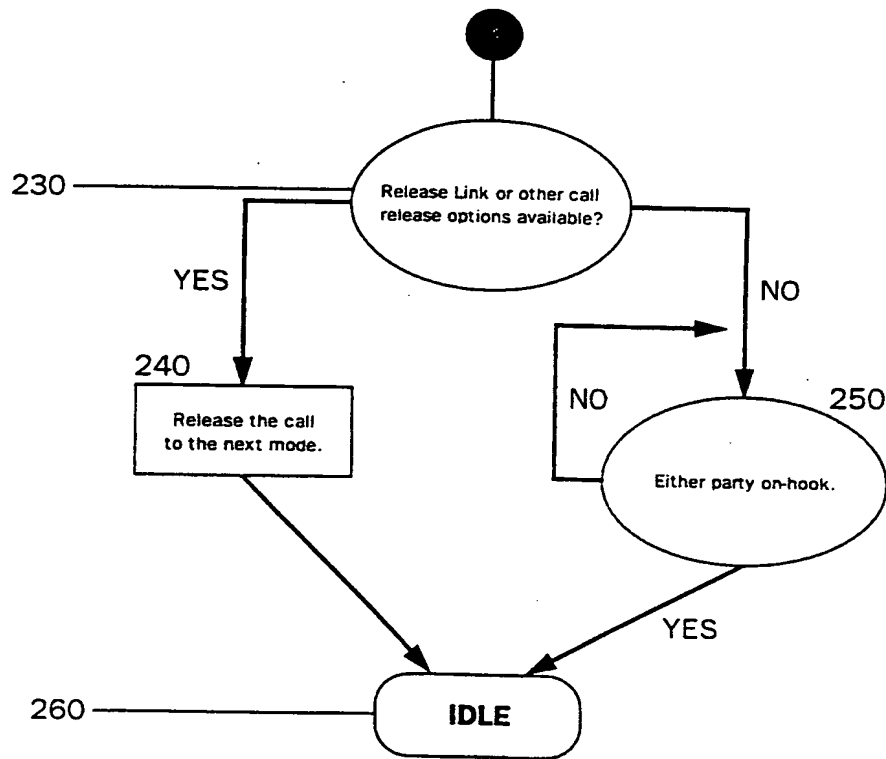 230
Release Link or other call
release options available?
YES
NO
240
Release the call
to the next mode.
NO
250
Either party on-hook.
YES
260
IDLE